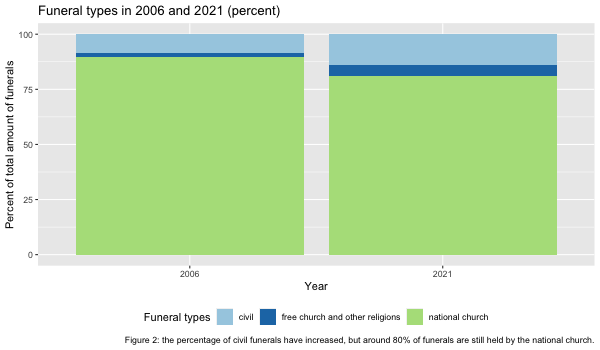 Funeral types in 2006 and 2021 (percent)
Percent of total amount of funerals
100
75
50
25
0
2006 2021
Year
Funeral types civil free church and other religions national church
Figure 2: the percentage of civil funerals have increased, but around 80% of funerals are still held by the national church.